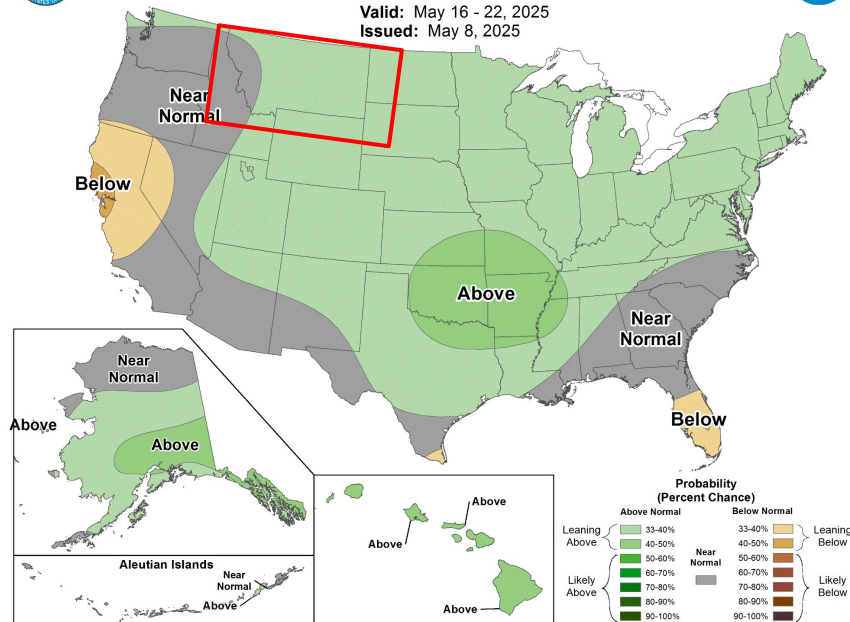 Valid: May 16 - 22, 2025
Issued: May 8, 2025
Near
Normal
Below
Above
Near
Normal
Below
Near
Normal
Above
Above
Aleutian Islands
Near
Normal
Above
Above
Above
Above
Probability
(Percent Chance)
Above Normal
Below Normal
Leaning
Above
33-40%
40-50%
Likely
Above
50-60%
60-70%
70-80%
80-90%
90-100%
Near
Normal
33-40%
40-50%
Leaning
Below
50-60%
60-70%
70-80%
80-90%
90-100%
Likely
Below